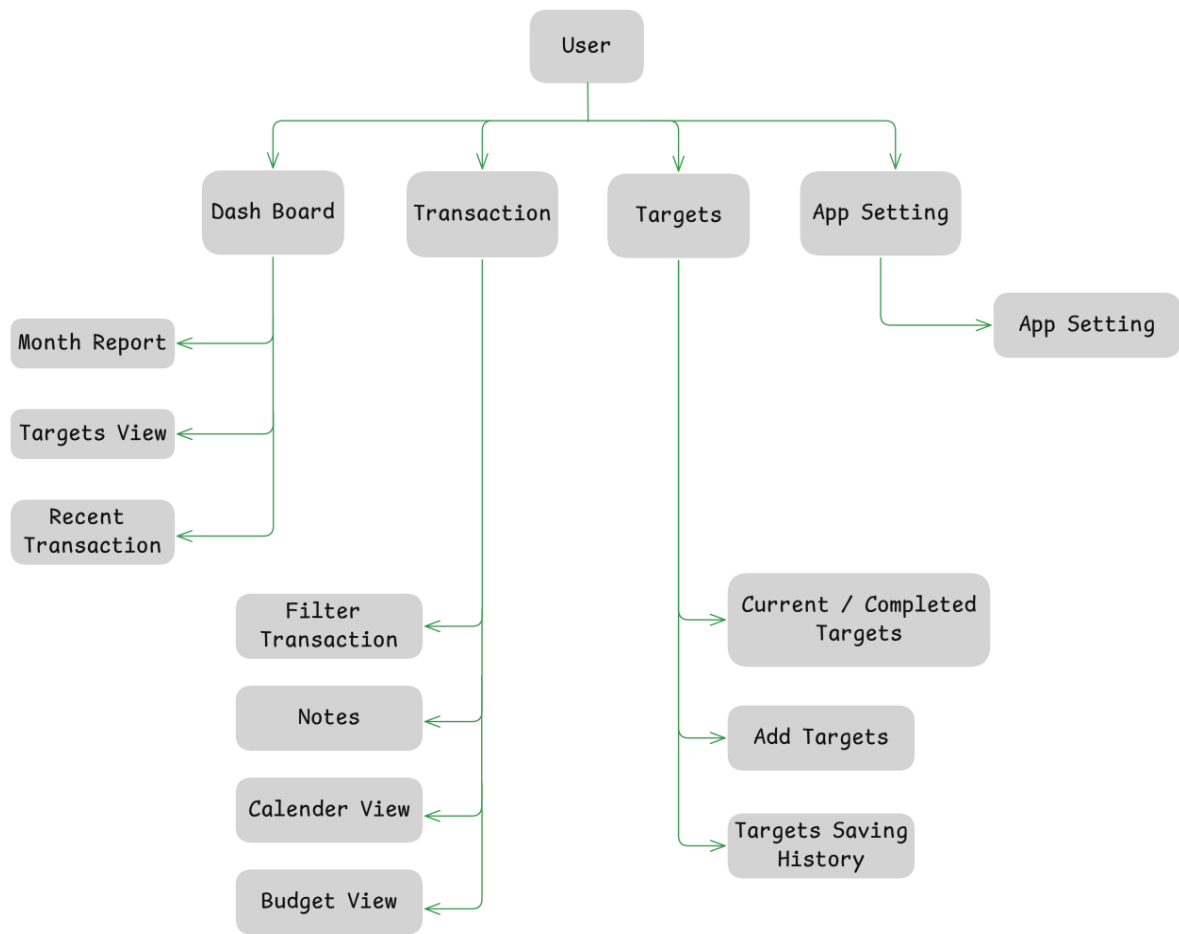 User
Dash Board
Transaction
Targets
App Setting
App Setting
Month Report
Targets View
Recent
Transaction
Filter
Transaction
Notes
Calender View
Budget View
Current / Completed
Targets
Add Targets
Targets Saving
History